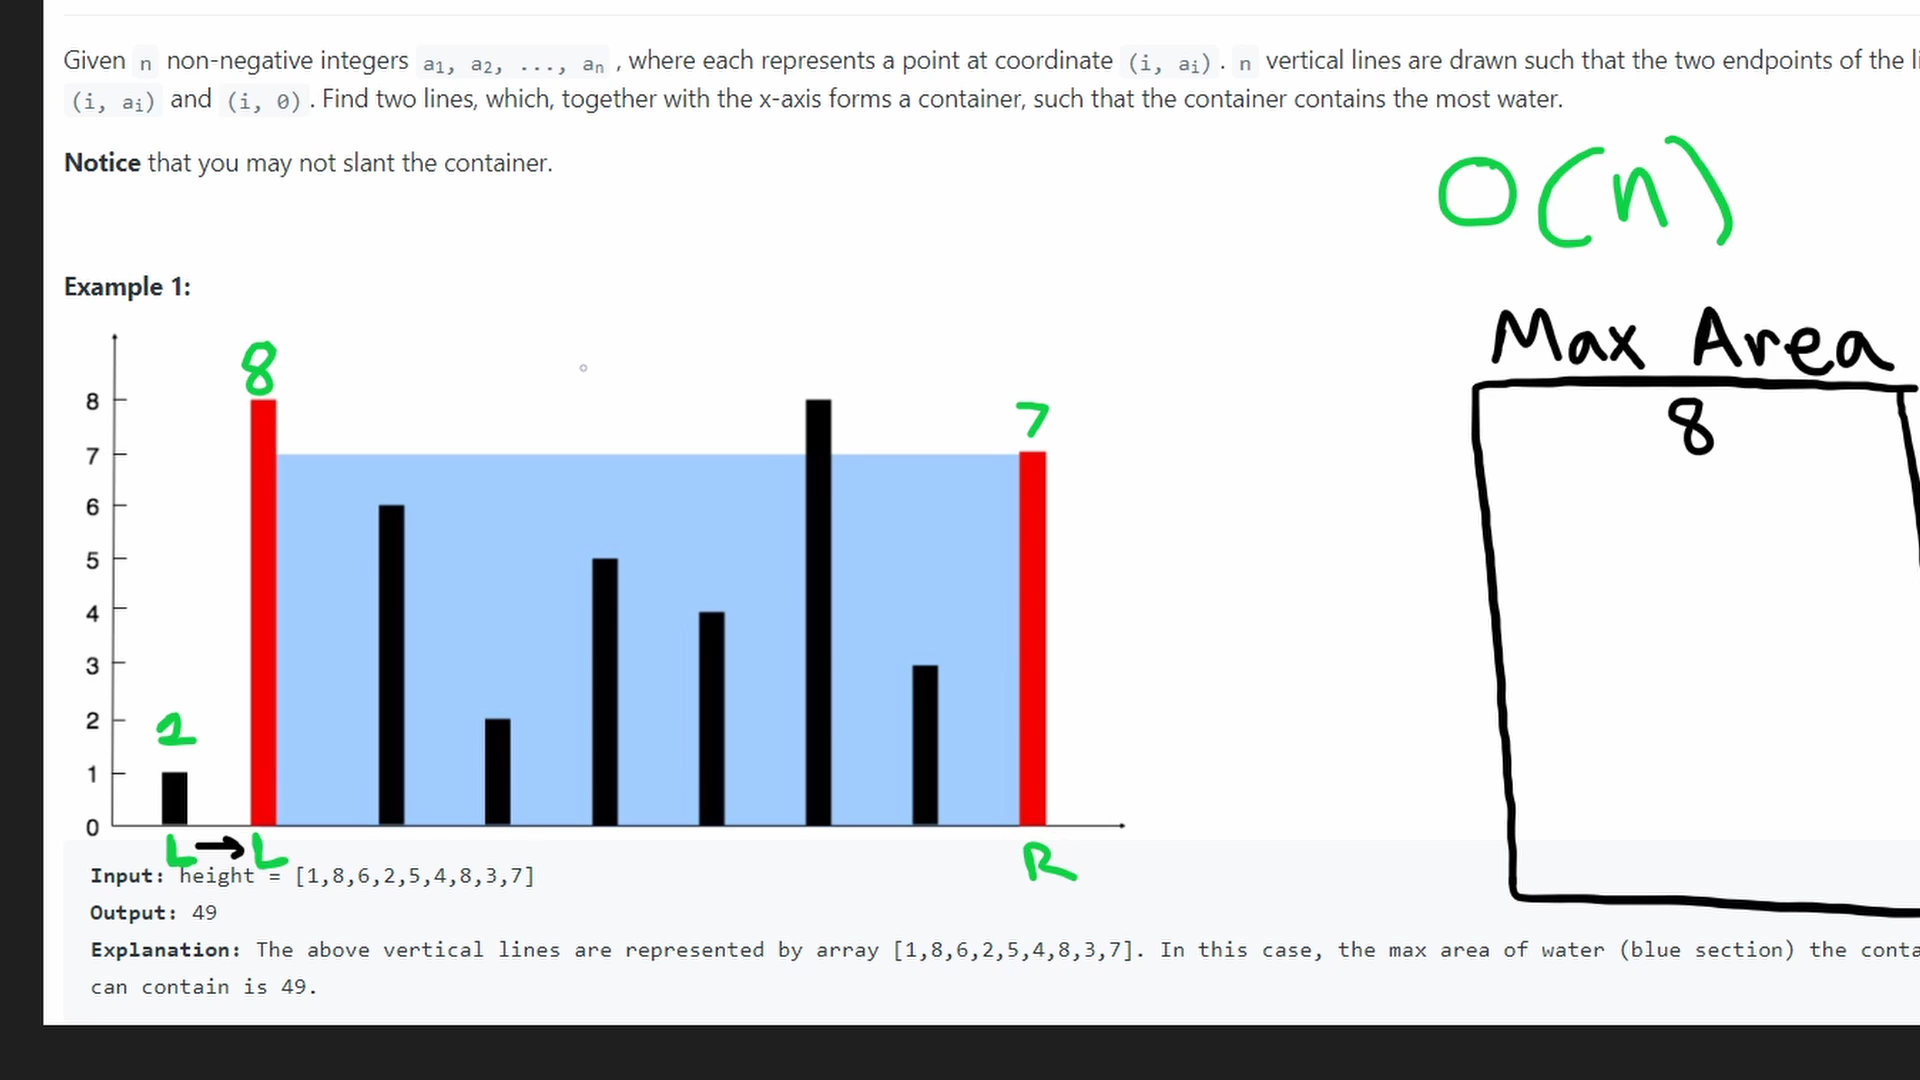 Given n non-negative integers a1, a2, ..., an , where each represents a point at coordinate (i, ai) . n vertical lines are drawn such that the two endpoints of the
(i, ai) and (i, 0) . Find two lines, which, together with the x-axis forms a container, such that the container contains the most water.
Notice that you may not slant the container.
O(n)
Example 1:
Max Area
8
8
7
8
7
6
5
4
3
2
1
0
1
L → L
R
Input: height = [1,8,6,2,5,4,8,3,7]
Output: 49
Explanation: The above vertical lines are represented by array [1,8,6,2,5,4,8,3,7]. In this case, the max area of water (blue section) the
can contain is 49.